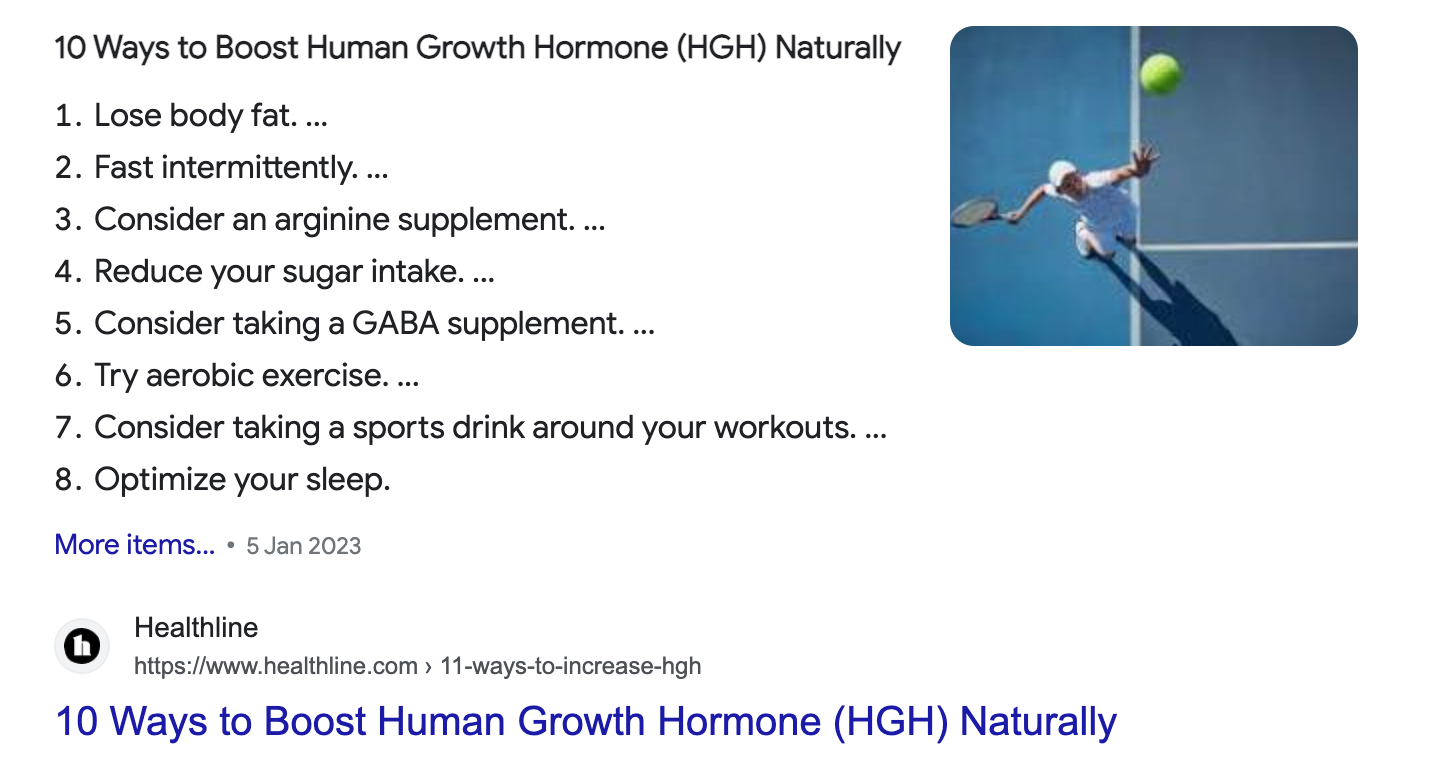 10 Ways to Boost Human Growth Hormone (HGH) Naturally
1. Lose body fat. ...
2. Fast intermittently. ...
3. Consider an arginine supplement. ...
4. Reduce your sugar intake. ...
5. Consider taking a GABA supplement. ...
6. Try aerobic exercise. ...
7. Consider taking a sports drink around your workouts. ...
8. Optimize your sleep.
More items... • 5 Jan 2023
Healthline
https://www.healthline.com › 11-ways-to-increase-hgh
10 Ways to Boost Human Growth Hormone (HGH) Naturally